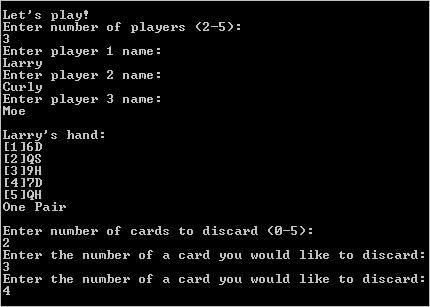 Let's play!
Enter number of players (2-5):
3
Enter player 1 name:
Larry
Enter player 2 name:
Curly
Enter player 3 name:
Moe
Larry's hand:
[1]6D
[2]QS
[3]9H
[4]7D
[5]QH
One Pair
Enter number of cards to discard (0-5):
2
Enter the number of a card you would like to discard:
3
Enter the number of a card you would like to discard:
4